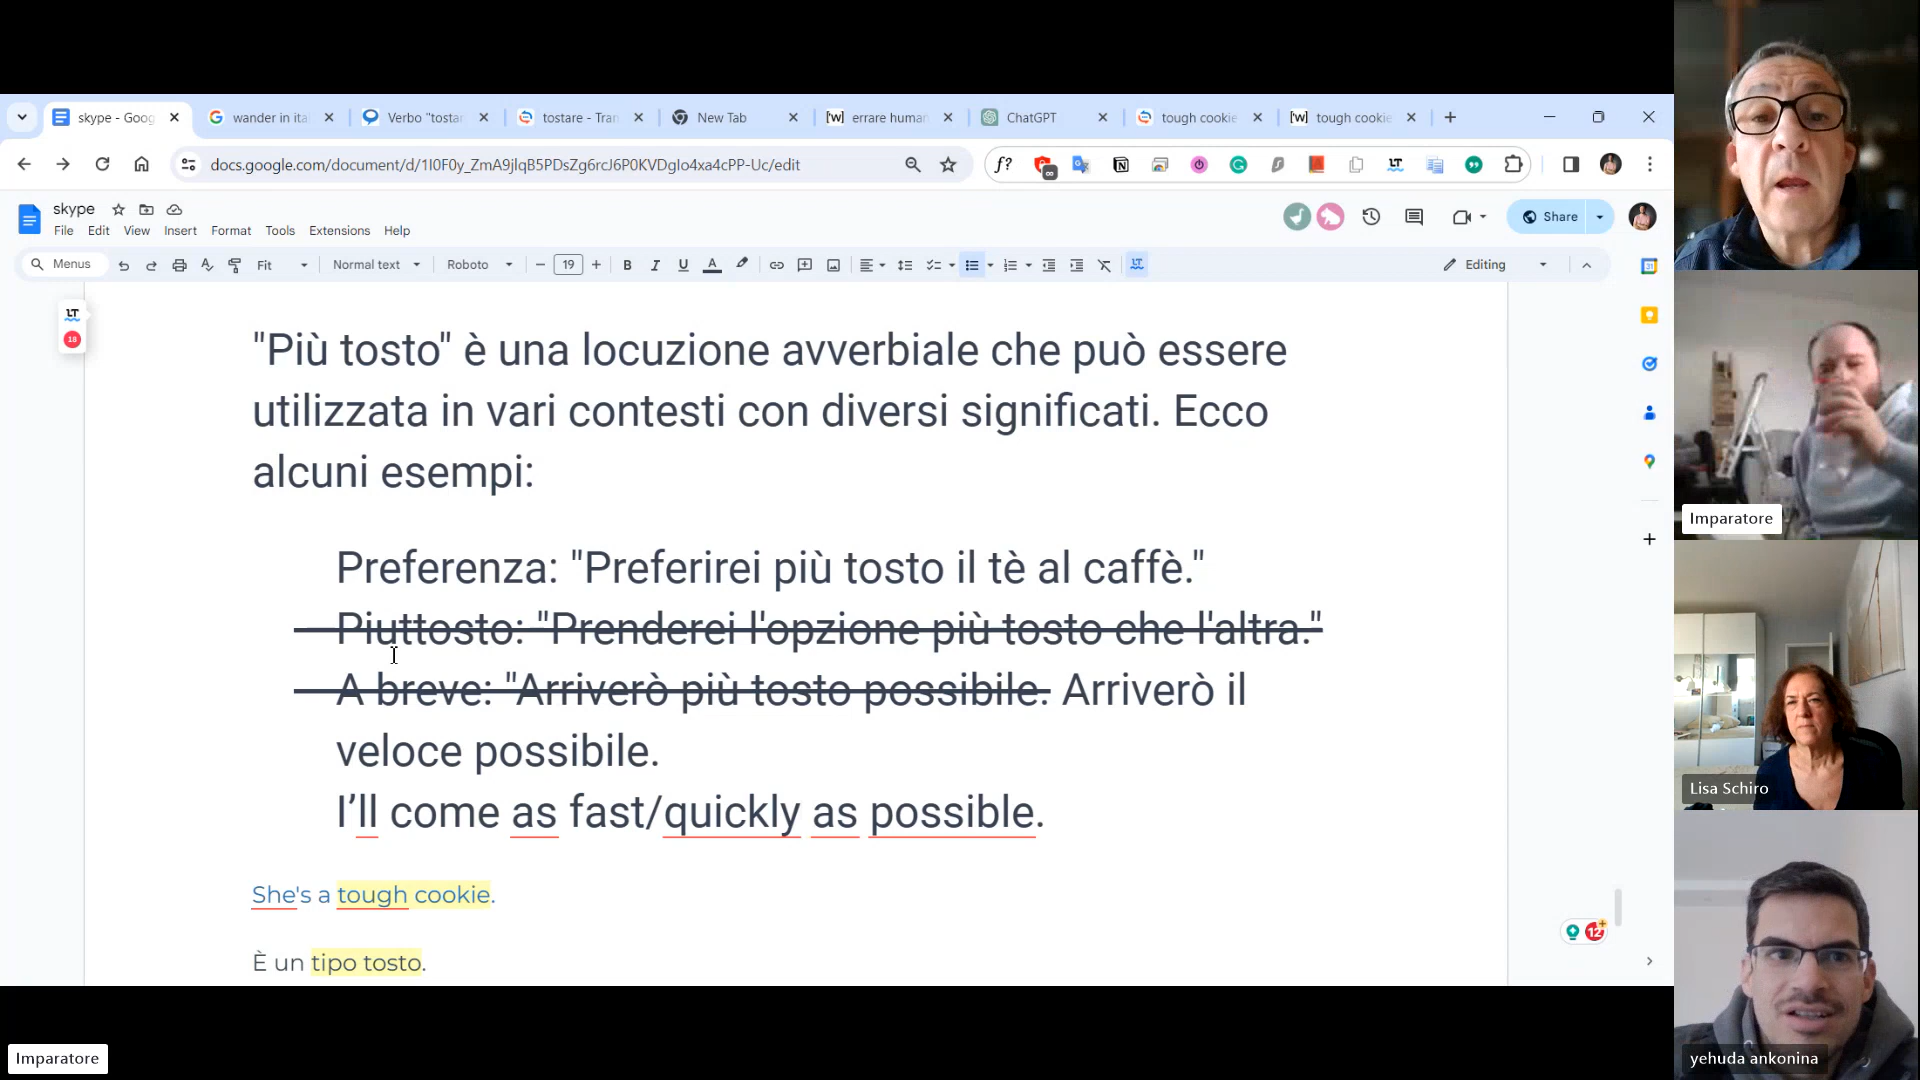 skype - Goog
wander in ita
Verbo "tostar
tostare - Tran
New Tab
errare human
ChatGPT
tough cookie
tough cookie
docs.google.com/document/d/1I0F0y_ZmA9jlqB5PDsZg6rcJ6P0KVDgIo4xa4cPP-Uc/edit
skype
File Edit View Insert Format Tools Extensions Help
Share
Menus
Fit
Normal text
Roboto
19
Editing
LT
18
"Più tosto" è una locuzione avverbiale che può essere
utilizzata in vari contesti con diversi significati. Ecco
alcuni esempi:
Preferenza: "Preferirei più tosto il tè al caffè."
Piuttosto: "Prenderei l'opzione più tosto che l'altra."
A breve: "Arriverò più tosto possibile. Arriverò il
veloce possibile.
I’ll come as fast/quickly as possible.
She's a tough cookie.
È un tipo tosto.
12
Imparatore
Imparatore
Lisa Schiro
yehuda ankonina